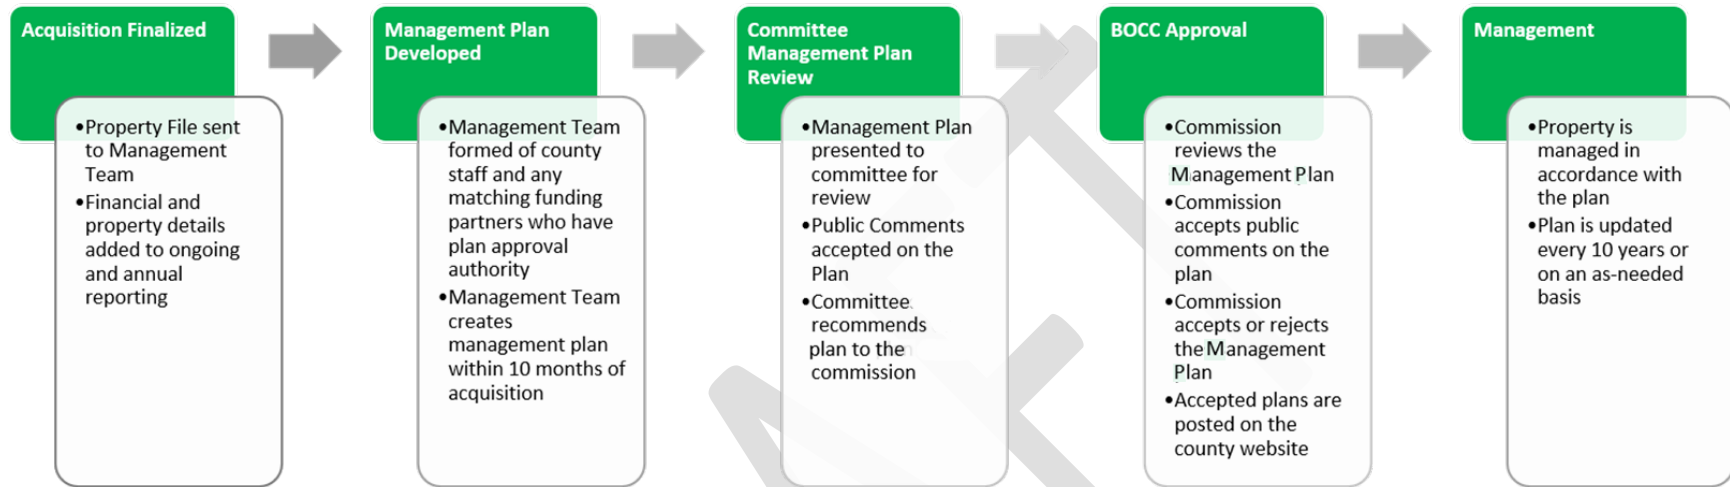 Acquisition Finalized
•Property File sent
to Management
Team
•Financial and
property details
added to ongoing
and annual
reporting
Management Plan
Developed
•Management Team
formed of county
staff and any
matching funding
partners who have
plan approval
authority
•Management Team
creates
management plan
within 10 months of
acquisition
Committee
Management Plan
Review
•Management Plan
presented to
committee for
review
•Public Comments
accepted on the
Plan
•Committee
recommends
plan to the
commission
BOCC Approval
•Commission
reviews the
Management Plan
•Commission
accepts public
comments on the
plan
•Commission
accepts or rejects
the Management
Plan
•Accepted plans are
posted on the
county website
Management
•Property is
managed in
accordance with
the plan
•Plan is updated
every 10 years or
on an as-needed
basis